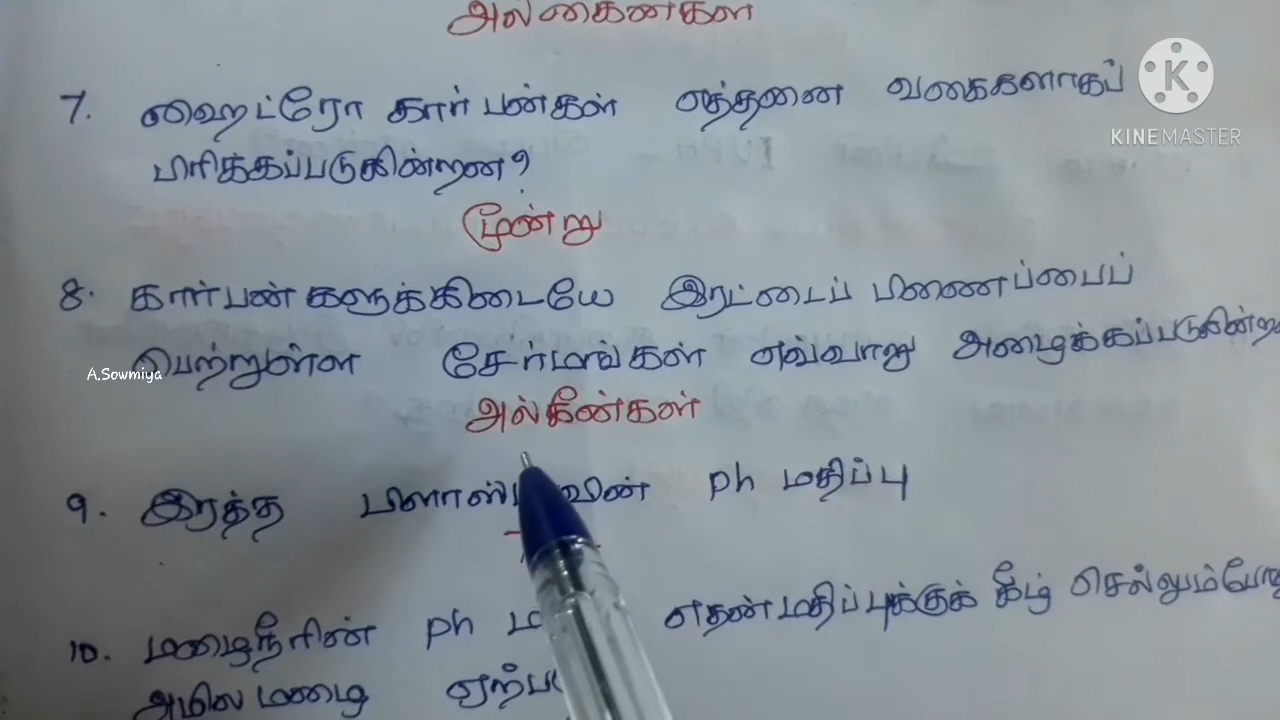 அல்கைன்கள்
KINEMASTER
7. ஹைட்ரோ கார்பன்கள் எத்தனை வகைகளாகப்
பிரிக்கப்படுகின்றன?
மூன்று
8. கார்பன்களுக்கிடையே இரட்டைப் பிணைப்பைப்
பெற்றுள்ள சேர்மங்கள் எவ்வாறு அழைக்கப்படுகின்ற
A.Sowmiya
அல்கீன்கள்
9. இரத்த ph மதிப்பு
10. மழைநீரின் ph எதன் மதிப்புக்குக் கீழ்
அமில மழை